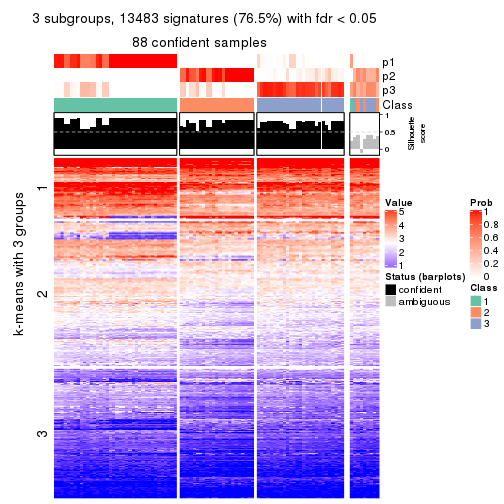 3 subgroups, 13483 signatures (76.5%) with fdr < 0.05
88 confident samples
p1
p2
p3
Class
1
0.5
0
Silhouette
score
k-means with 3 groups
1
2
3
Value
5
4
3
2
1
Status (barplots)
confident
ambiguous
Prob
1
0.8
0.6
0.4
0.2
0
Class
1
2
3